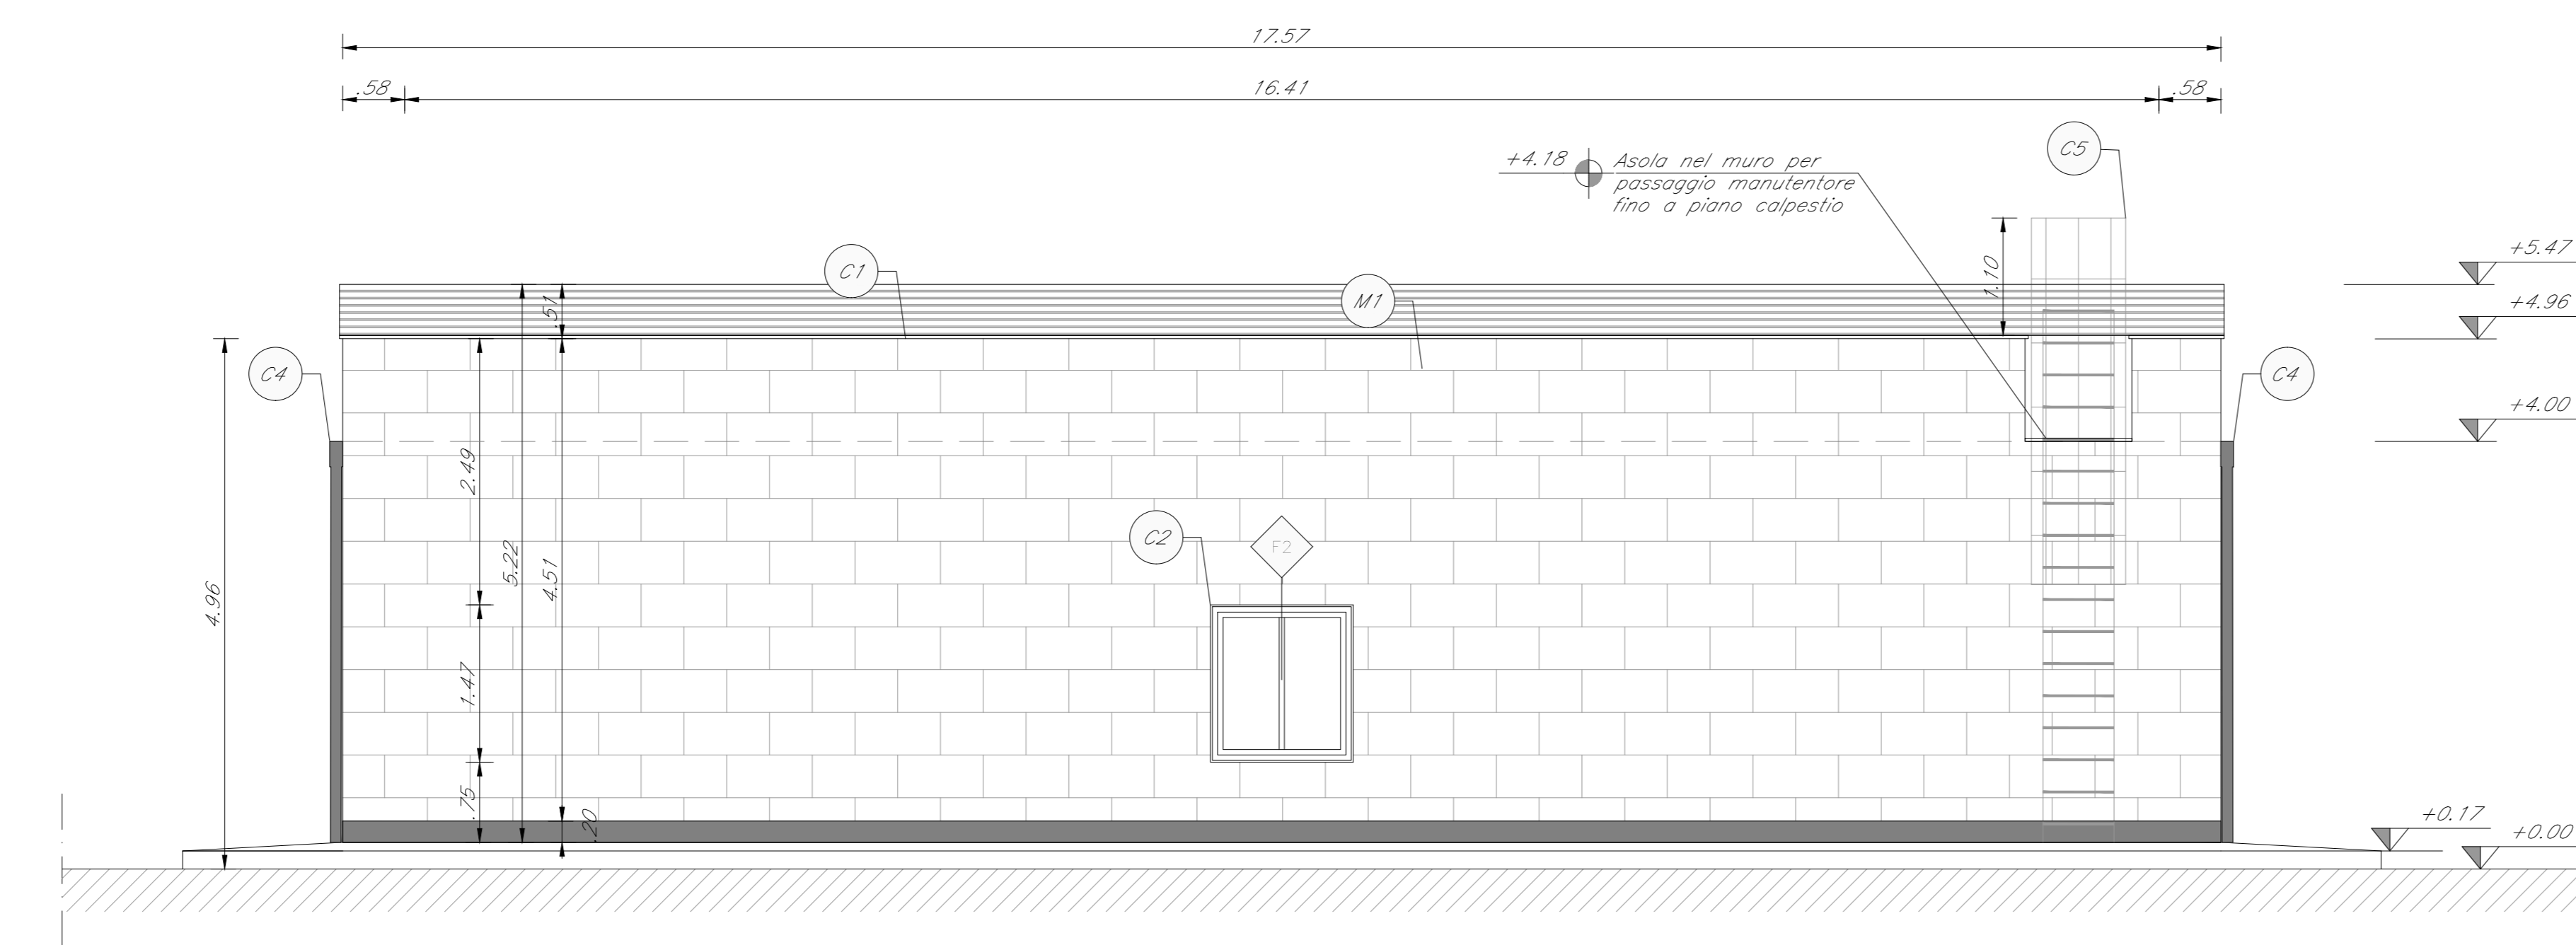 17.57
.58
16.41
.58
C5
+4.18
Asola nel muro per
passaggio manutentore
fino a piano calpestio
+5.47
C1
1.10
M1
+4.96
.51
C4
C4
+4.00
2.49
C2
F2
5.22
4.51
4.96
1.47
.75
.20
+0.17
+0.00